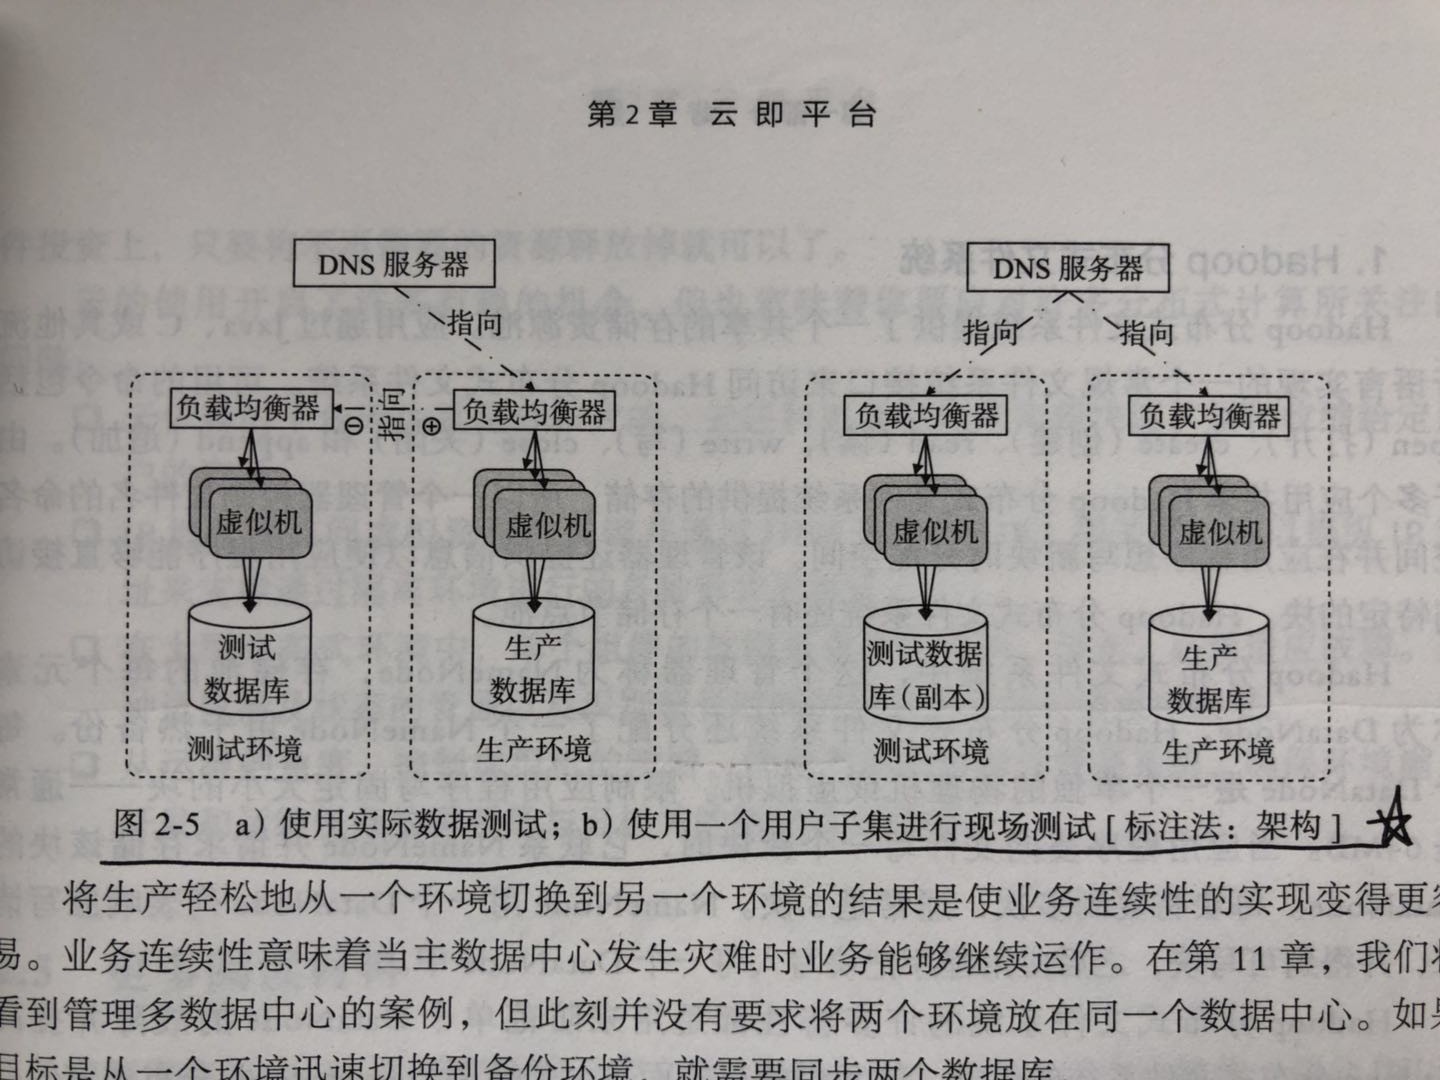 第2章 云即平台
DNS 服务器
指向
负载均衡器
指向
负载均衡器
虚拟机
虚拟机
测试
数据库
生产
数据库
测试环境
生产环境
DNS 服务器
指向
指向
负载均衡器
负载均衡器
虚拟机
虚拟机
测试数据
库(副本)
生产
数据库
测试环境
生产环境
图 2-5 a)使用实际数据测试；b)使用一个用户子集进行现场测试[标注法：架构]
将生产轻松地从一个环境切换到另一个环境的结果是使业务连续性的实现变得更容
易。业务连续性意味着当主数据中心发生灾难时业务能够继续运作。在第 11 章，我们将
看到管理多数据中心的案例，但此刻并没有要求将两个环境放在同一个数据中心。如果
目标是从一个环境迅速切换到备份环境，就需要同步两个数据库。